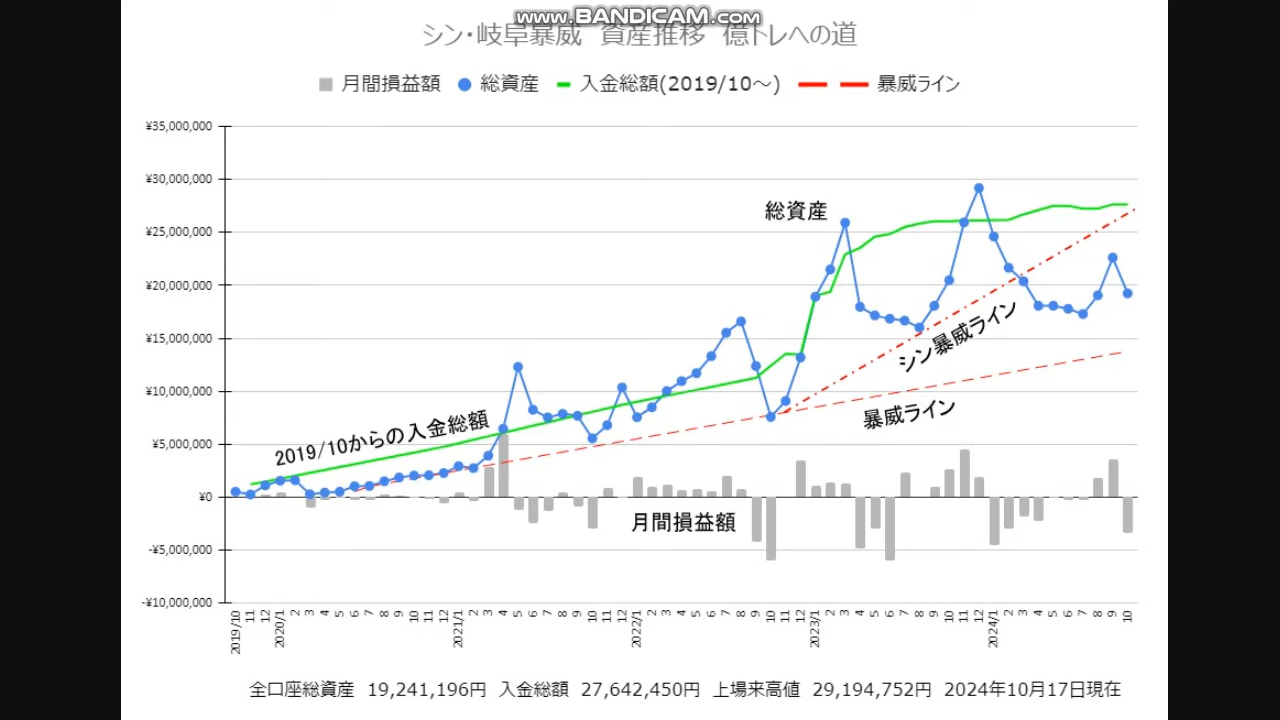 www.BANDICAM.com
シン・岐阜暴威 資産推移 億トレへの道
月間損益額 総資産 入金総額(2019/10～) 暴威ライン
¥35,000,000
¥30,000,000
¥25,000,000
¥20,000,000
¥15,000,000
¥10,000,000
¥5,000,000
¥0
-¥5,000,000
-¥10,000,000
総資産
シン暴威ライン
暴威ライン
2019/10からの入金総額
月間損益額
2019/10 11 12 2020/1 2 3 4 5 6 7 8 9 10 11 12 2021/1 2 3 4 5 6 7 8 9 10 11 12 2022/1 2 3 4 5 6 7 8 9 10 11 12 2023/1 2 3 4 5 6 7 8 9 10 11 12 2024/1 2 3 4 5 6 7 8 9 10
全口座総資産 19,241,196円 入金総額 27,642,450円 上場来高値 29,194,752円 2024年10月17日現在